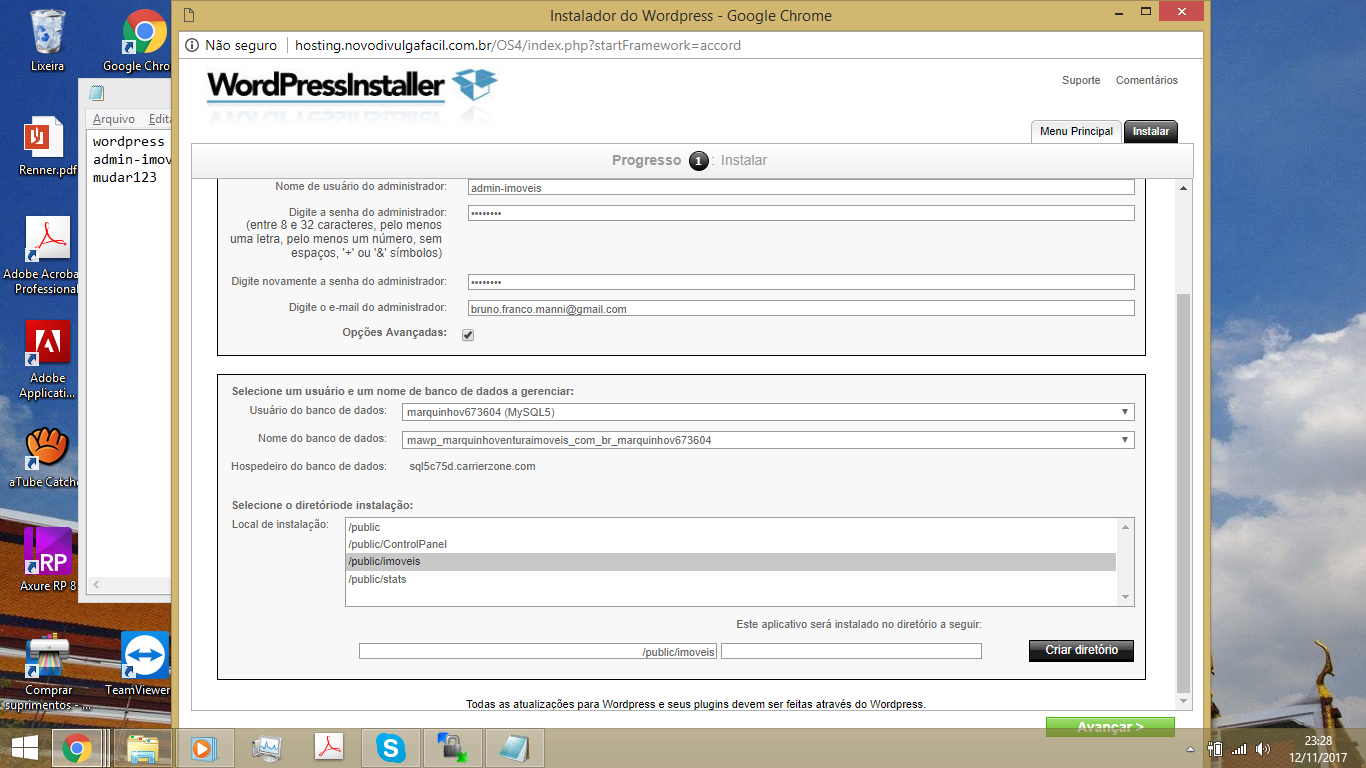 Instalador do Wordpress - Google Chrome
Não seguro
hosting.novodivulgafacil.com.br/OS4/index.php?startFramework=accord
Lixeira
Google Chro
Renner.pdf
Adobe Acroba
Professional
Adobe
Applicati...
aTube Catch
Axure RP 8
Comprar
suprimentos - ...
TeamViewer
Arquivo Edita
wordpress
admin-imov
mudar123
WordPressInstaller
Suporte Comentários
Menu Principal Instalar
Progresso 1 : Instalar
Nome de usuário do administrador: admin-imoveis
Digite a senha do administrador: ••••••••
(entre 8 e 32 caracteres, pelo menos
uma letra, pelo menos um número, sem
espaços, '+' ou '&' símbolos)
Digite novamente a senha do administrador: ••••••••
Digite o e-mail do administrador: bruno.franco.manni@gmail.com
Opções Avançadas:
Selecione um usuário e um nome de banco de dados a gerenciar:
Usuário do banco de dados: marquinhov673604 (MySQL5)
Nome do banco de dados: mawp_marquinhoventuraimoveis_com_br_marquinhov673604
Hospedeiro do banco de dados: sql5c75d.carrierzone.com
Selecione o diretóriode instalação:
Local de instalação: /public
/public/ControlPanel
/public/imoveis
/public/stats
Este aplicativo será instalado no diretório a seguir:
/public/imoveis
Criar diretório
Todas as atualizações para Wordpress e seus plugins devem ser feitas através do Wordpress.
Avançar >
23:28
12/11/2017